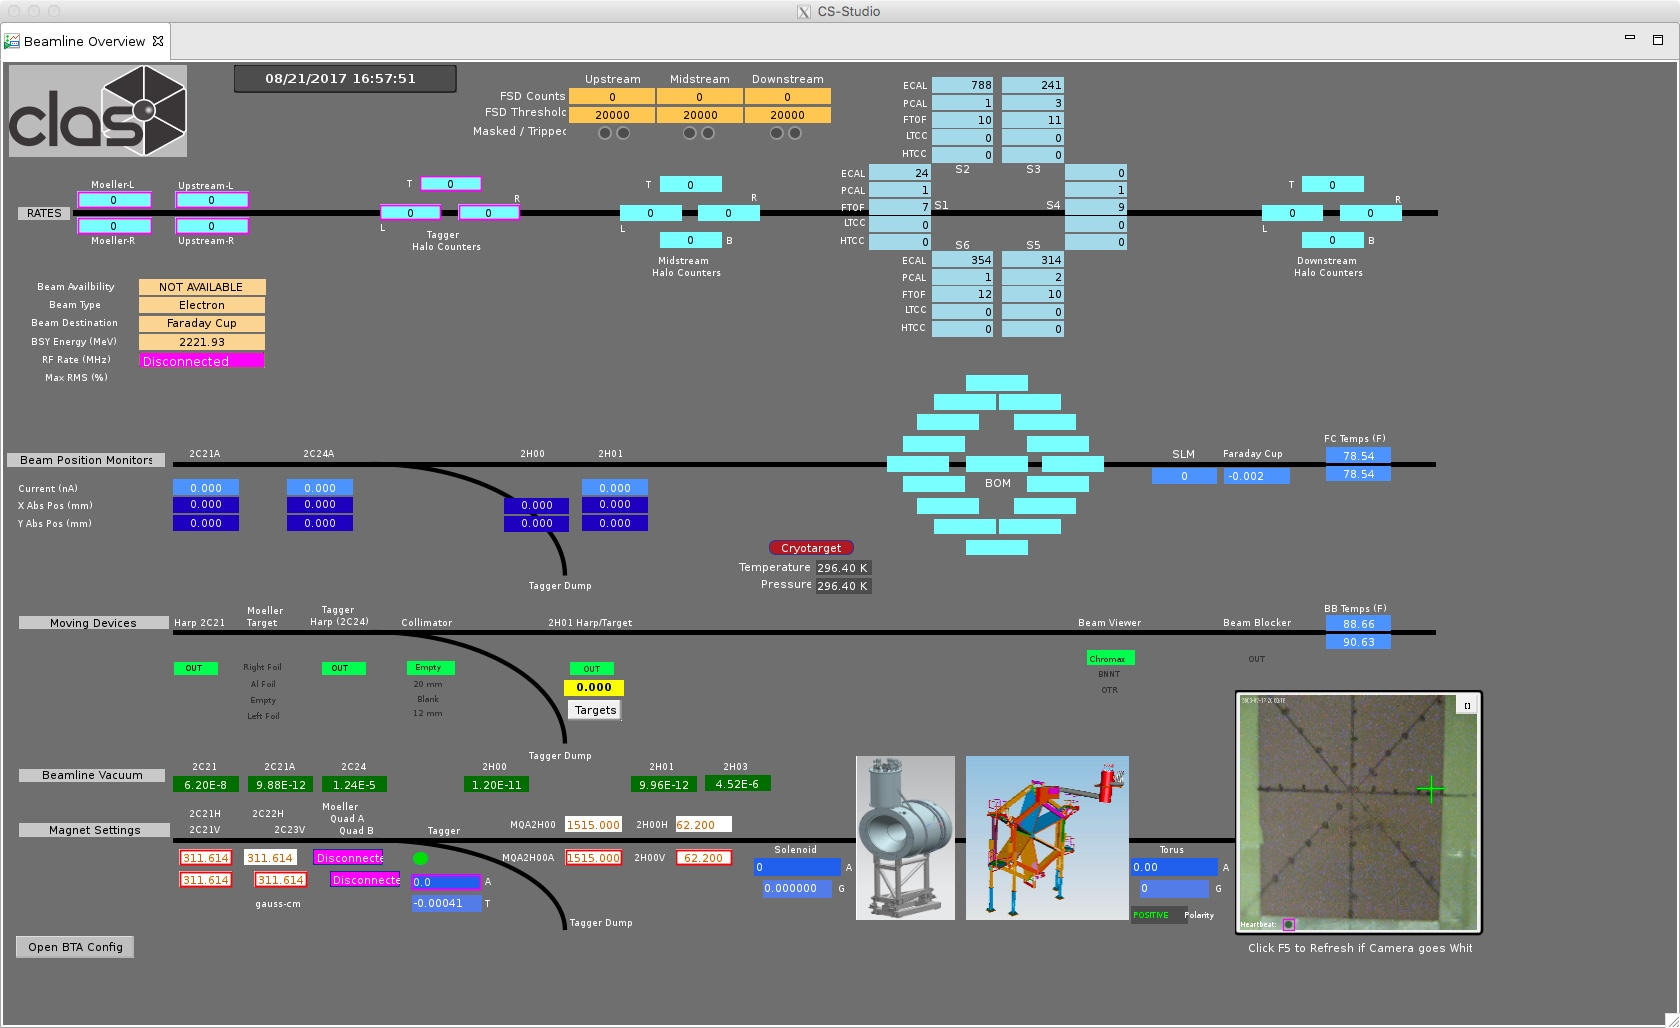 CS-Studio
Beamline Overview
clas
08/21/2017 16:57:51
Upstream Midstream Downstream
FSD Counts 0 0 0
FSD Threshold 20000 20000 20000
Masked / Tripped
ECAL 788 241
PCAL 1 3
FTOF 10 11
LTCC 0 0
HTCC 0 0
S2 S3
ECAL 24 0
PCAL 1 1
FTOF 7 S1 S4 9
LTCC 0 0
HTCC 0 0
S6 S5
ECAL 354 314
PCAL 1 2
FTOF 12 10
LTCC 0 0
HTCC 0 0
RATES
Moeller-L Upstream-L
0 0
0 0
Moeller-R Upstream-R
T 0
R
0 0
L
Tagger
Halo Counters
T 0
R
0 0
L
0 B
Midstream
Halo Counters
T 0
R
0 0
L
0 B
Downstream
Halo Counters
Beam Availbility NOT AVAILABLE
Beam Type Electron
Beam Destination Faraday Cup
BSY Energy (MeV) 2221.93
RF Rate (MHz) Disconnected
Max RMS (%)
Beam Position Monitors
2C21A 2C24A 2H00 2H01
Current (nA) 0.000 0.000 0.000
X Abs Pos (mm) 0.000 0.000 0.000 0.000
Y Abs Pos (mm) 0.000 0.000 0.000 0.000
Tagger Dump
BOM
SLM Faraday Cup
0 -0.002
FC Temps (F)
78.54
78.54
Cryotarget
Temperature 296.40 K
Pressure 296.40 K
Moving Devices
Harp 2C21
OUT
Moeller
Target
Right Foil
Al Foil
Empty
Left Foil
Tagger
Harp (2C24)
OUT
Collimator
Empty
20 mm
Blank
12 mm
2H01 Harp/Target
OUT
0.000
Targets
Tagger Dump
Beam Viewer
Chromax
BNNT
OTR
Beam Blocker
OUT
BB Temps (F)
88.66
90.63
Beamline Vacuum
2C21 2C21A 2C24 2H00 2H01 2H03
6.20E-8 9.88E-12 1.24E-5 1.20E-11 9.96E-12 4.52E-6
Magnet Settings
2C21H 2C22H
2C21V 2C23V
Moeller
Quad A
Quad B
Tagger
311.614 311.614 Disconnecte
311.614 311.614 Disconnecte
gauss-cm
0.0 A
-0.00041 T
MQA2H00 1515.000 2H00H 62.200
MQA2H00A 1515.000 2H00V 62.200
Tagger Dump
Solenoid
0 A
0.000000 G
Torus
0.00 A
0 G
POSITIVE Polarity
Heartbeat:
Click F5 to Refresh if Camera goes Whit
Open BTA Config